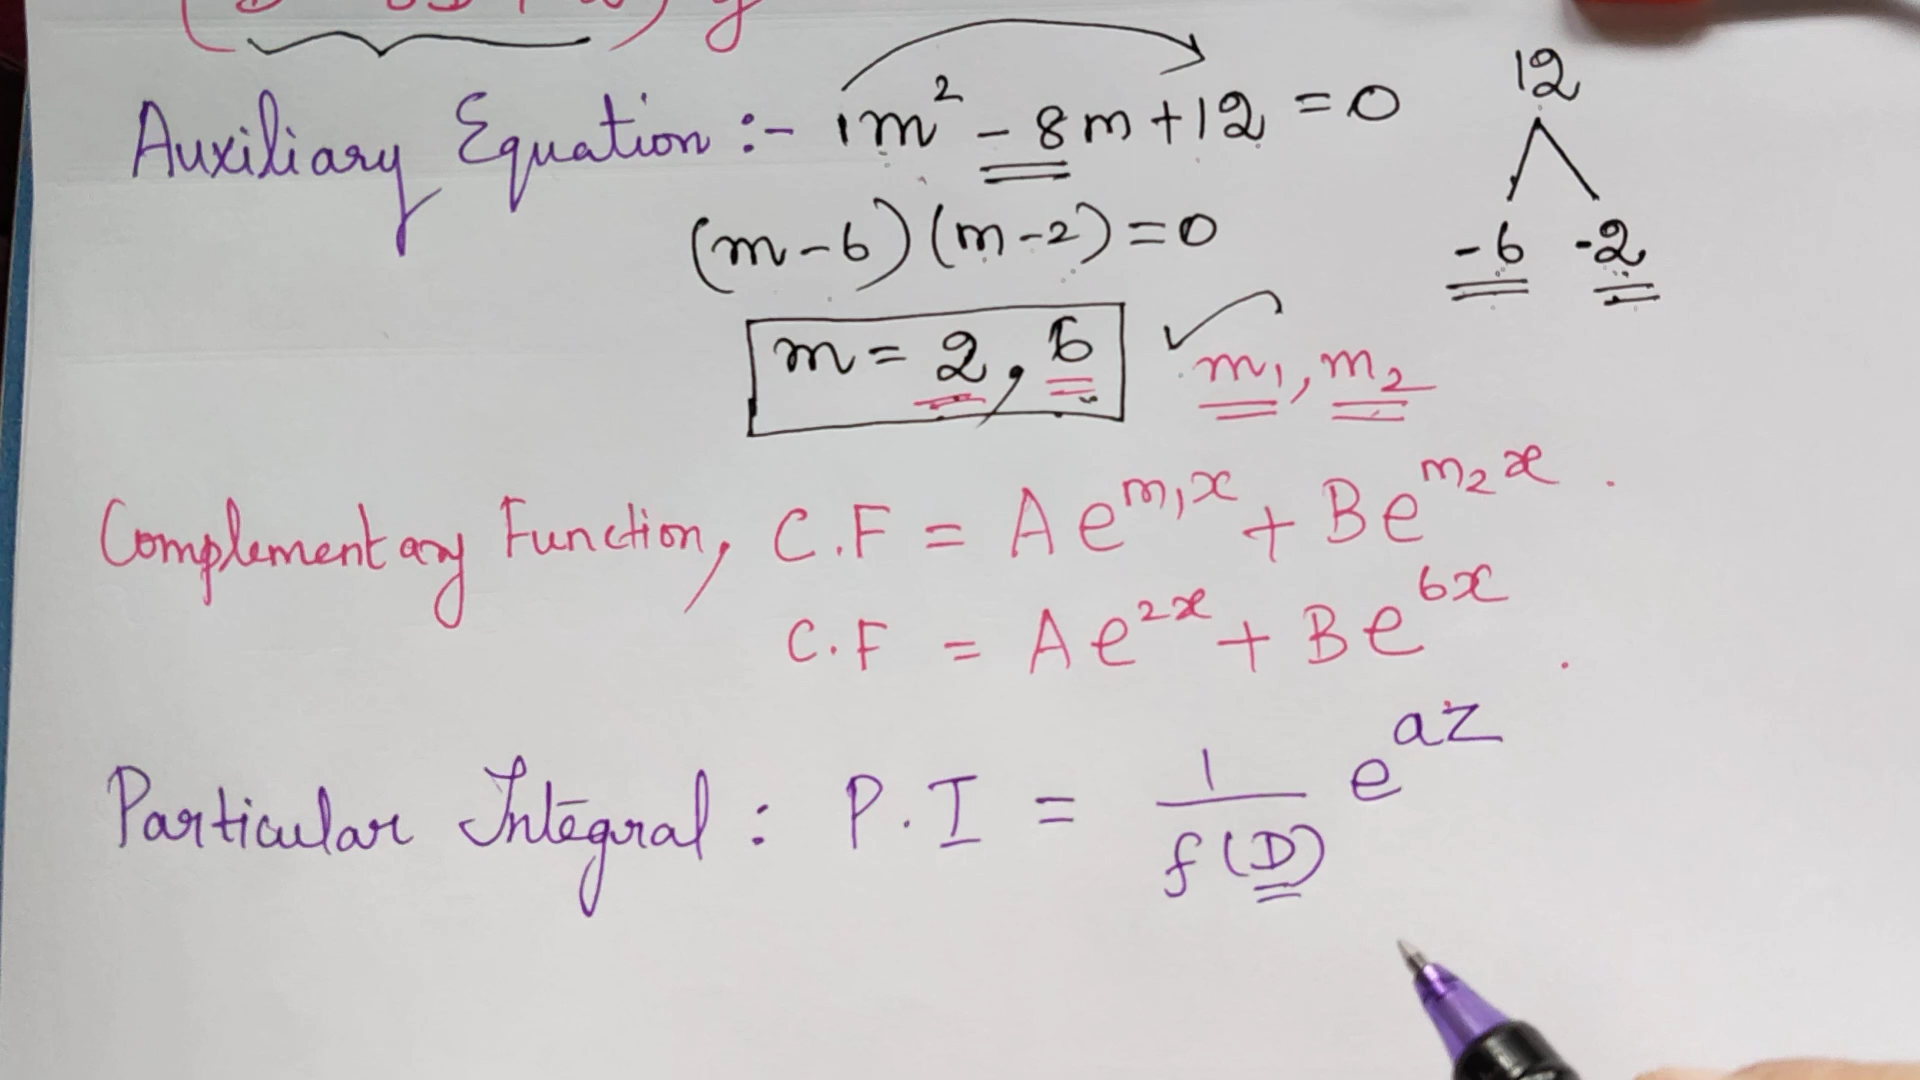 Auxiliary Equation :- 1m² - 8m + 12 = 0
12
(m-6)(m-2) = 0
-6 -2
m = 2, 6
m₁, m₂
Complementary Function, C.F = Ae^{m₁x} + Be^{m₂x}.
C.F = Ae^{2x} + Be^{6x}.
Particular Integral : P.I = 1/f(D) e^{az}